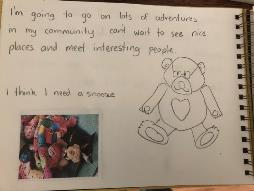 I'm going to go on lots of adventures
in my community I cant wait to see nice
places and meet interesting people.
I think I need a snooze